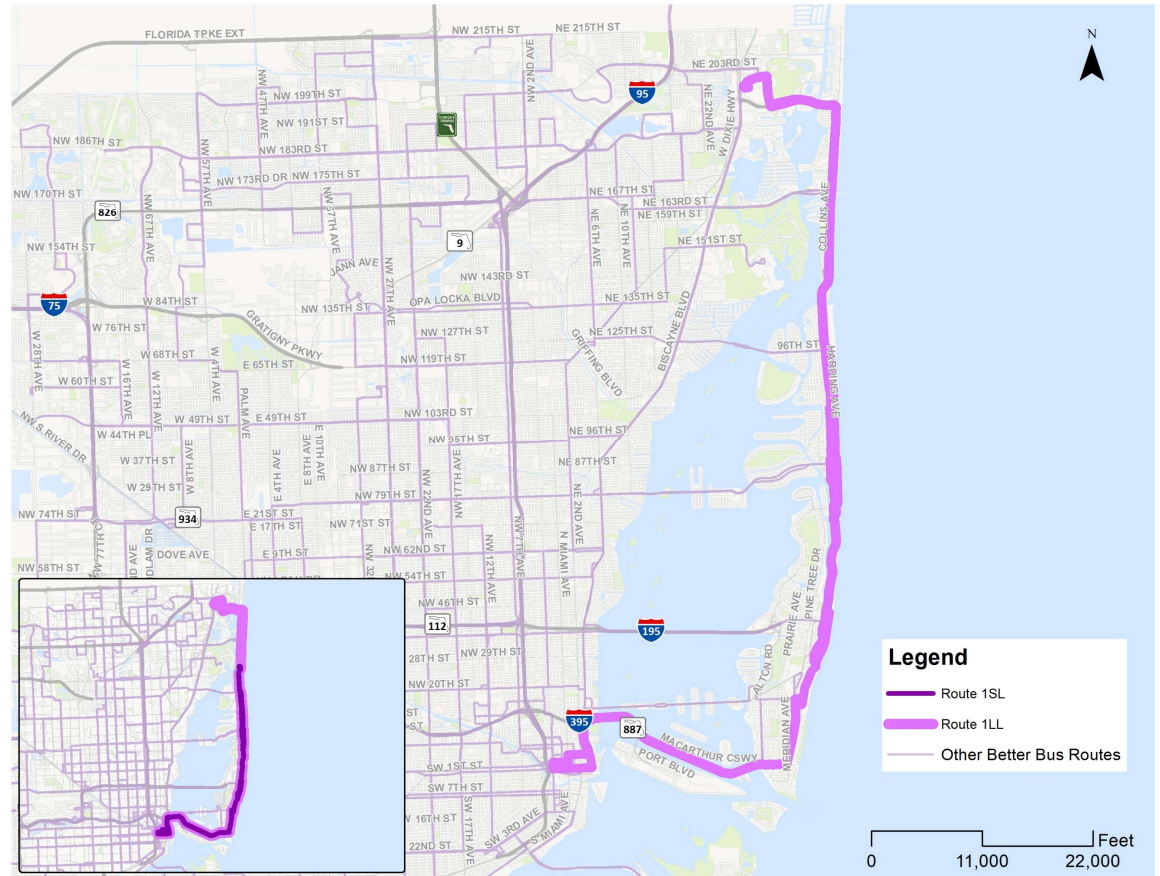 N
FLORIDA TPKE EXT
NW 215TH ST
NE 215TH ST
NW 2ND AVE
NE 203RD ST
95
NW 47TH AVE
NW 199TH ST
NE 22ND AVE
W DIXIE HWY
NW 191ST ST
NW 186TH ST
NW 183RD ST
NW 57TH AVE
NW 173RD DR
NW 175TH ST
NW 170TH ST
NE 167TH ST
NE 163RD ST
NE 159TH ST
826
NW 67TH AVE
NE 6TH AVE
NE 10TH AVE
COLLINS AVE
9
NW 154TH ST
NE 151ST ST
NW 27TH AVE
NW 143RD ST
75
W 84TH ST
OPA LOCKA BLVD
NE 135TH ST
NW 135TH ST
GRATIGNY PKWY
BISCAYNE BLVD
W 76TH ST
NW 127TH ST
NE 125TH ST
GRIFFING BLVD
96TH ST
W 28TH AVE
W 68TH ST
W 4TH AVE
E 65TH ST
NW 119TH ST
HARDING AVE
W 60TH ST
W 16TH AVE
W 12TH AVE
PALM AVE
NW S RIVER DR
W 49TH ST
E 49TH ST
NW 103RD ST
W 44TH PL
NW 95TH ST
NE 96TH ST
W 37TH ST
W 8TH AVE
E 4TH AVE
E 8TH AVE
E 10TH AVE
NW 87TH ST
NE 87TH ST
W 29TH ST
NW 22ND AVE
NW 17TH AVE
NW 79TH ST
NE 2ND AVE
NW 74TH ST
934
E 21ST ST
E 17TH ST
NW 71ST ST
NW 7TH AVE
N MIAMI AVE
DOVE AVE
E 9TH ST
NW 62ND ST
NW 12TH AVE
PINE TREE DR
NW 58TH ST
NW 54TH ST
NW 46TH ST
PRAIRIE AVE
112
195
28TH ST
NW 29TH ST
ALTON RD
NW 20TH ST
395
887
MACARTHUR CSWY
MERIDIAN AVE
SW 1ST ST
PORT BLVD
SW 7TH ST
16TH ST
SW 17TH AVE
SW 3RD AVE
S MIAMI AVE
22ND ST
Legend
Route 1SL
Route 1LL
Other Better Bus Routes
Feet
0
11,000
22,000